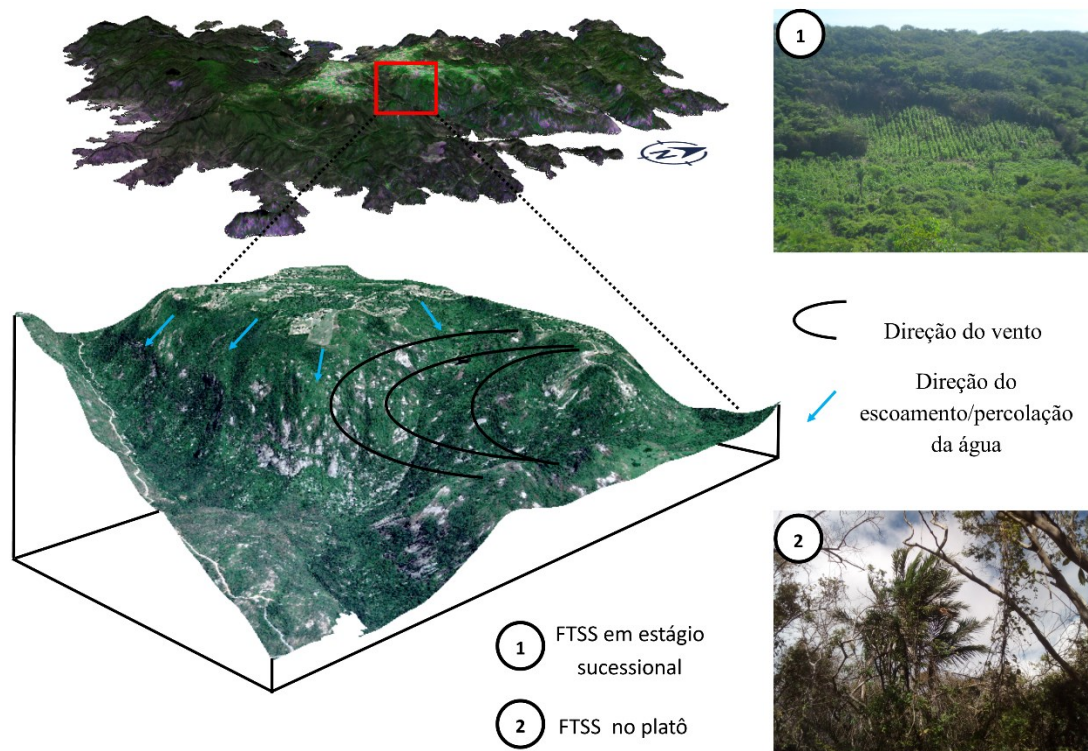 1
N
Direção do vento
Direção do
escoamento/percolação
da água
2
1
FTSS em estágio
sucessional
2
FTSS no platô